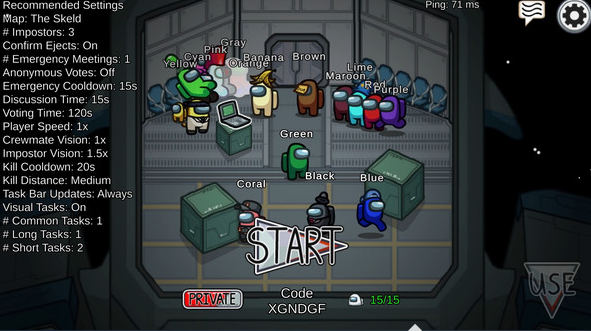 Recommended Settings
Map: The Skeld
# Impostors: 3
Confirm Ejects: On
# Emergency Meetings: 1
Anonymous Votes: Off
Emergency Cooldown: 15s
Discussion Time: 15s
Voting Time: 120s
Player Speed: 1x
Crewmate Vision: 1x
Impostor Vision: 1.5x
Kill Cooldown: 20s
Kill Distance: Medium
Task Bar Updates: Always
Visual Tasks: On
# Common Tasks: 1
# Long Tasks: 1
# Short Tasks: 2
Ping: 71 ms
Gray
Pink
Cyan
Yellow
Orange
Banana
Brown
Lime
Maroon
Red
Purple
Green
Black
Blue
Coral
START
PRIVATE
Code
XGNDGF
15/15
USE